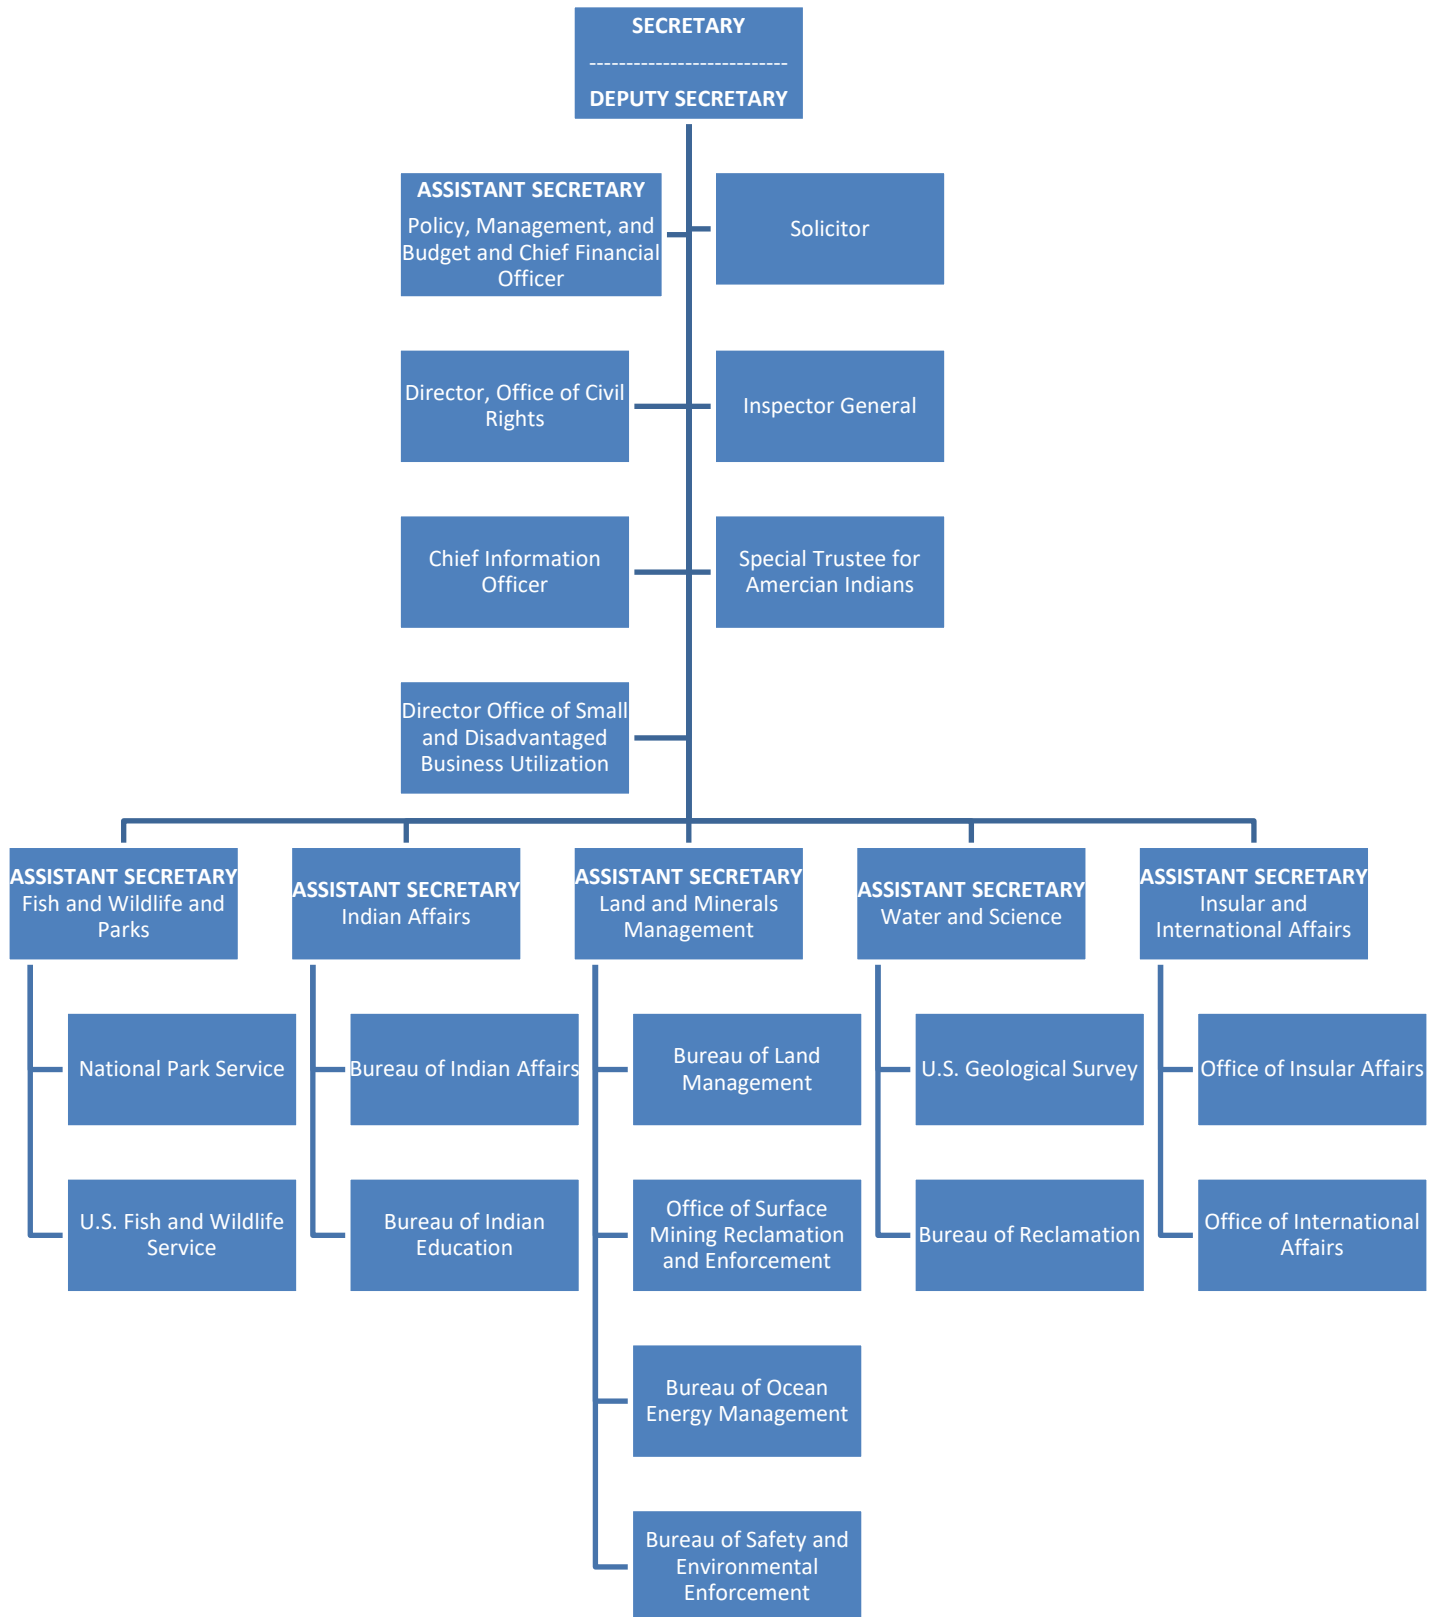 SECRETARY
---------------------------
DEPUTY SECRETARY
ASSISTANT SECRETARY
Policy, Management, and
Budget and Chief Financial
Officer
Solicitor
Director, Office of Civil
Rights
Inspector General
Chief Information
Officer
Special Trustee for
Amercian Indians
Director Office of Small
and Disadvantaged
Business Utilization
ASSISTANT SECRETARY
Fish and Wildlife and
Parks
ASSISTANT SECRETARY
Indian Affairs
ASSISTANT SECRETARY
Land and Minerals
Management
ASSISTANT SECRETARY
Water and Science
ASSISTANT SECRETARY
Insular and
International Affairs
National Park Service
Bureau of Indian Affairs
Bureau of Land
Management
U.S. Geological Survey
Office of Insular Affairs
U.S. Fish and Wildlife
Service
Bureau of Indian
Education
Office of Surface
Mining Reclamation
and Enforcement
Bureau of Reclamation
Office of International
Affairs
Bureau of Ocean
Energy Management
Bureau of Safety and
Environmental
Enforcement